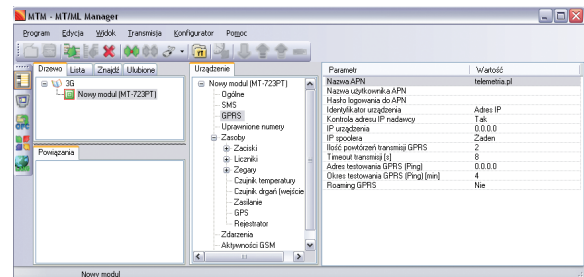 MTM - MT/ML Manager
Program Edycja Widok Transmisja Konfigurator Pomoc
Drzewo Lista Znajdź Ulubione
3G
Nowy moduł (MT-723PT)
Powiązania
Urządzenie
Nowy moduł (MT-723PT)
Ogólne
SMS
GPRS
Uprawnione numery
Zasoby
Zaciski
Liczniki
Zegary
Czujnik temperatury
Czujnik drgań (wejście
Zasilanie
GPS
Rejestrator
Zdarzenia
Aktywności GSM
Parametr Wartość
Nazwa APN telemetria.pl
Nazwa użytkownika APN
Hasło logowania do APN
Identyfikator urządzenia Adres IP
Kontrola adresu IP nadawcy Tak
IP urządzenia 0.0.0.0
IP spoolera Żaden
Ilość powtórzeń transmisji GPRS 2
Timeout transmisji [s] 8
Adres testowania GPRS (Ping) 0.0.0.0
Okres testowania GPRS (Ping) [min] 4
Roaming GPRS Nie
Nowy moduł